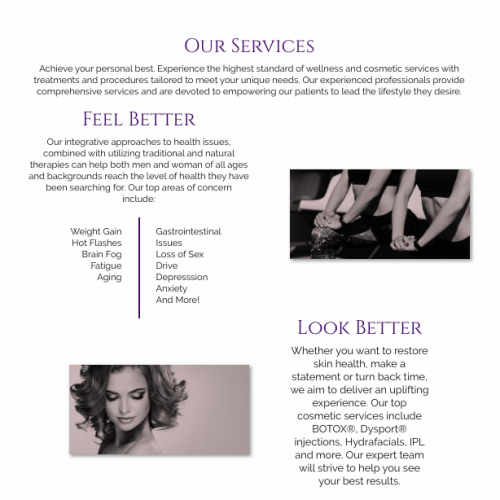 Our Services
Achieve your personal best. Experience the highest standard of wellness and cosmetic services with
treatments and procedures tailored to meet your unique needs. Our experienced professionals provide
comprehensive services and are devoted to empowering our patients to lead the lifestyle they desire.
Feel Better
Our integrative approaches to health issues,
combined with utilizing traditional and natural
therapies can help both men and woman of all ages
and backgrounds reach the level of health they have
been searching for. Our top areas of concern
include:
Weight Gain
Hot Flashes
Brain Fog
Fatigue
Aging
Gastrointestinal
Issues
Loss of Sex
Drive
Depresssion
Anxiety
And More!
Look Better
Whether you want to restore
skin health, make a
statement or turn back time,
we aim to deliver an uplifting
experience. Our top
cosmetic services include
BOTOX®, Dysport®
injections, Hydrafacials, IPL
and more. Our expert team
will strive to help you see
your best results.